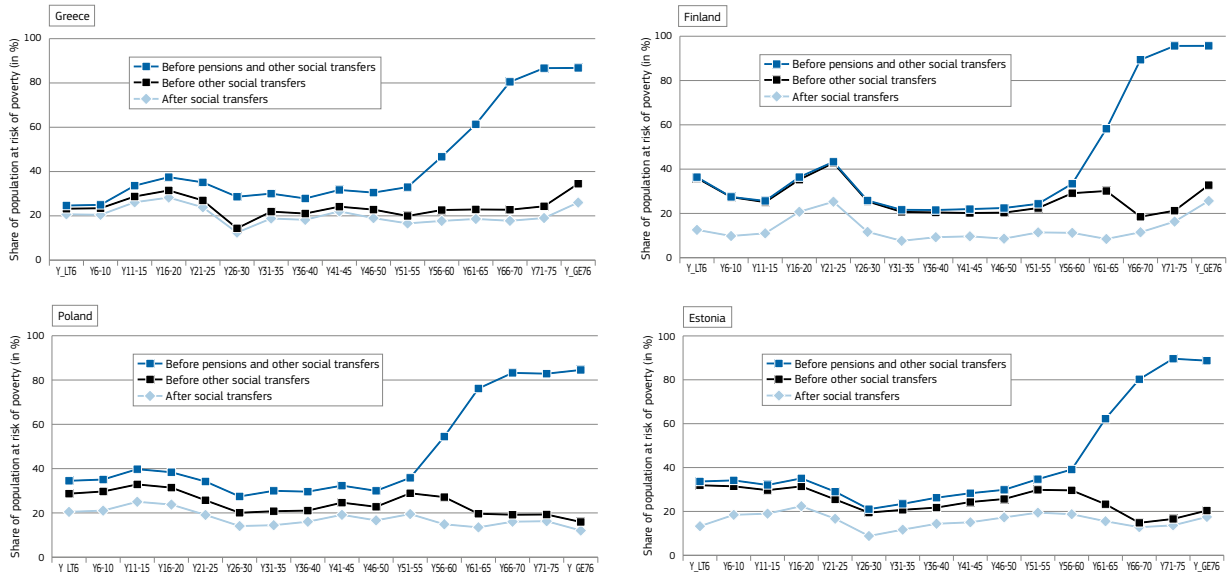 Greece
Share of population at risk of poverty (in %)
100
80
60
40
20
0
Before pensions and other social transfers
Before other social transfers
After social transfers
Y_LT6 Y6-10 Y11-15 Y16-20 Y21-25 Y26-30 Y31-35 Y36-40 Y41-45 Y46-50 Y51-55 Y56-60 Y61-65 Y66-70 Y71-75 Y_GE76
Finland
Share of population at risk of poverty (in %)
100
80
60
40
20
0
Before pensions and other social transfers
Before other social transfers
After social transfers
Y_LT6 Y6-10 Y11-15 Y16-20 Y21-25 Y26-30 Y31-35 Y36-40 Y41-45 Y46-50 Y51-55 Y56-60 Y61-65 Y66-70 Y71-75 Y_GE76
Poland
Share of population at risk of poverty (in %)
100
80
60
40
20
0
Before pensions and other social transfers
Before other social transfers
After social transfers
Y_LT6 Y6-10 Y11-15 Y16-20 Y21-25 Y26-30 Y31-35 Y36-40 Y41-45 Y46-50 Y51-55 Y56-60 Y61-65 Y66-70 Y71-75 Y_GE76
Estonia
Share of population at risk of poverty (in %)
100
80
60
40
20
0
Before pensions and other social transfers
Before other social transfers
After social transfers
Y_LT6 Y6-10 Y11-15 Y16-20 Y21-25 Y26-30 Y31-35 Y36-40 Y41-45 Y46-50 Y51-55 Y56-60 Y61-65 Y66-70 Y71-75 Y_GE76